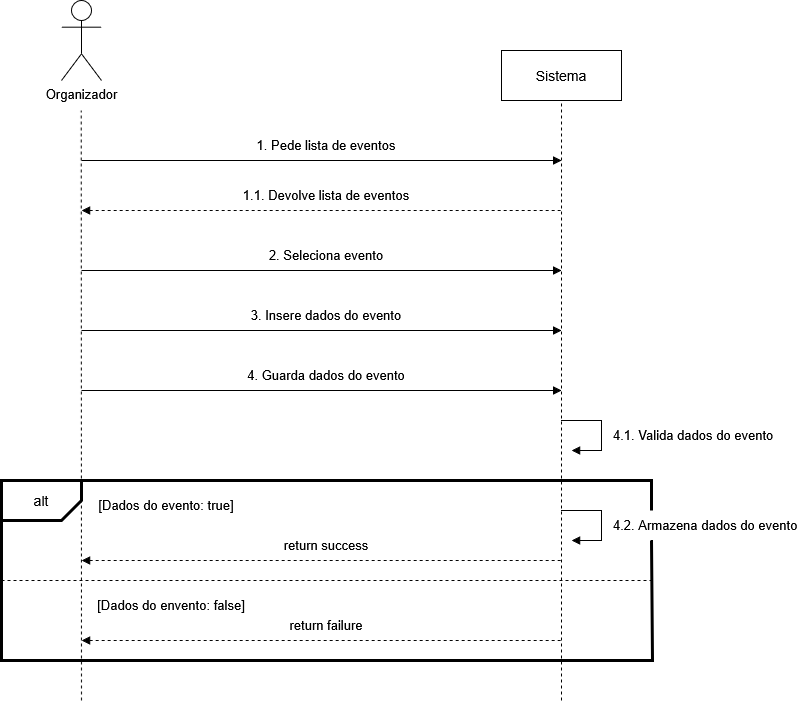 Organizador
Sistema
1. Pede lista de eventos
1.1. Devolve lista de eventos
2. Seleciona evento
3. Insere dados do evento
4. Guarda dados do evento
4.1. Valida dados do evento
alt
[Dados do evento: true]
4.2. Armazena dados do evento
return success
[Dados do envento: false]
return failure